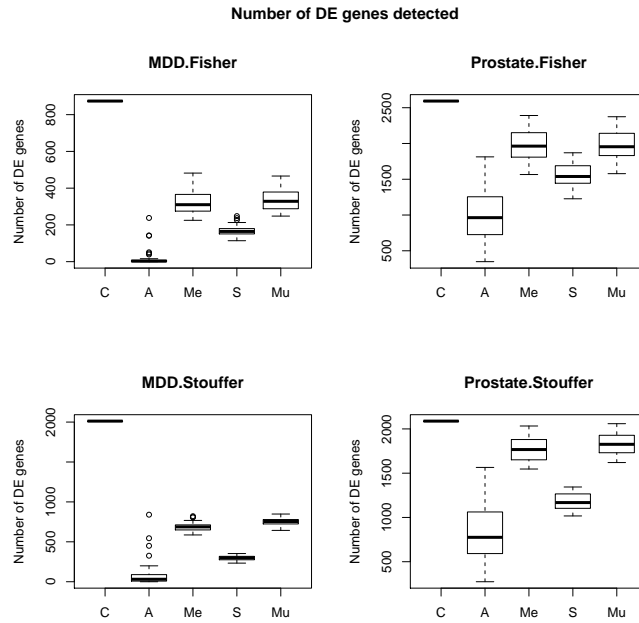 Number of DE genes detected
MDD.Fisher
Number of DE genes
0 200 400 600 800
C A Me S Mu
Prostate.Fisher
Number of DE genes
500 1500 2500
C A Me S Mu
MDD.Stouffer
Number of DE genes
0 500 1000 2000
C A Me S Mu
Prostate.Stouffer
Number of DE genes
500 1000 1500 2000
C A Me S Mu